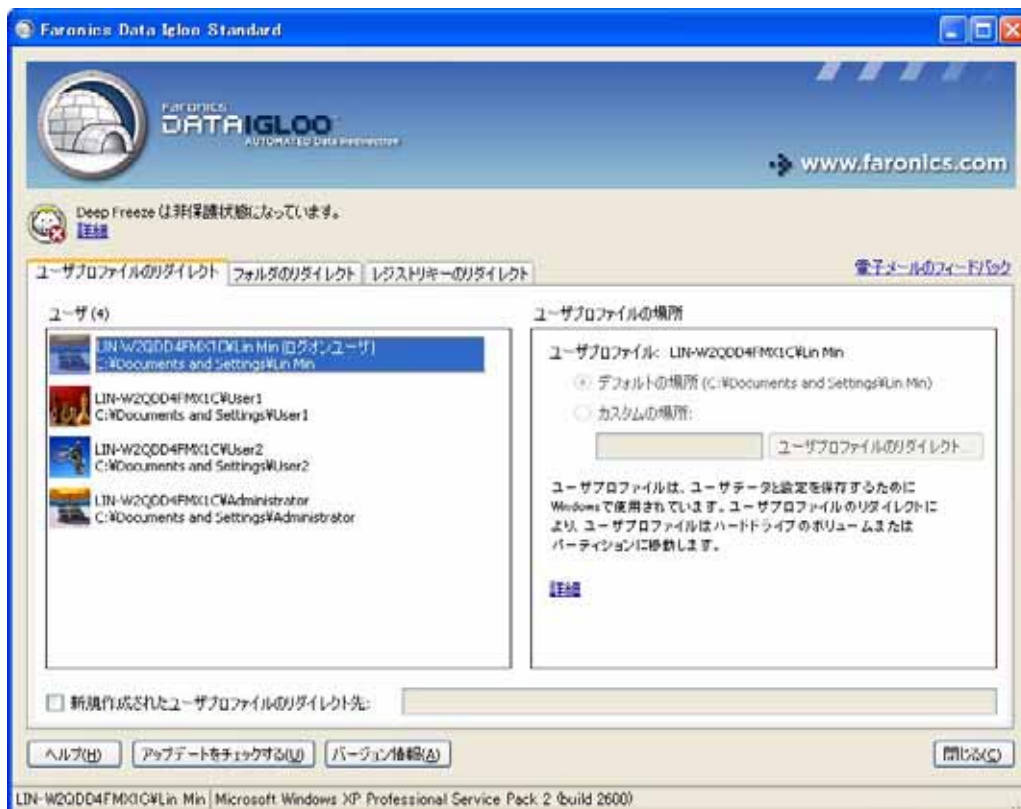 Faronics Data Igloo Standard
Faronics
DATA IGLOO
AUTOMATED Data Redirection
www.faronics.com
Deep Freeze は非保護状態になっています。
詳細
ユーザプロファイルのリダイレクト フォルダのリダイレクト レジストリキーのリダイレクト
電子メールのフィードバック
ユーザ (4)
LIN-W2QDD4FMX1C¥Lin Min (ログオンユーザ)
C:¥Documents and Settings¥Lin Min
LIN-W2QDD4FMX1C¥User1
C:¥Documents and Settings¥User1
LIN-W2QDD4FMX1C¥User2
C:¥Documents and Settings¥User2
LIN-W2QDD4FMX1C¥Administrator
C:¥Documents and Settings¥Administrator
ユーザプロファイルの場所
ユーザプロファイル: LIN-W2QDD4FMX1C¥Lin Min
デフォルトの場所 (C:¥Documents and Settings¥Lin Min)
カスタムの場所:
ユーザプロファイルのリダイレクト...
ユーザプロファイルは、ユーザデータと設定を保存するために
Windowsで使用されています。ユーザプロファイルのリダイレクトに
より、ユーザプロファイルはハードドライブのボリュームまたは
パーティションに移動します。
詳細
新規作成されたユーザプロファイルのリダイレクト先:
ヘルプ(H) アップデートをチェックする(U) バージョン情報(A) 閉じる(C)
LIN-W2QDD4FMX1C¥Lin Min Microsoft Windows XP Professional Service Pack 2 (build 2600)